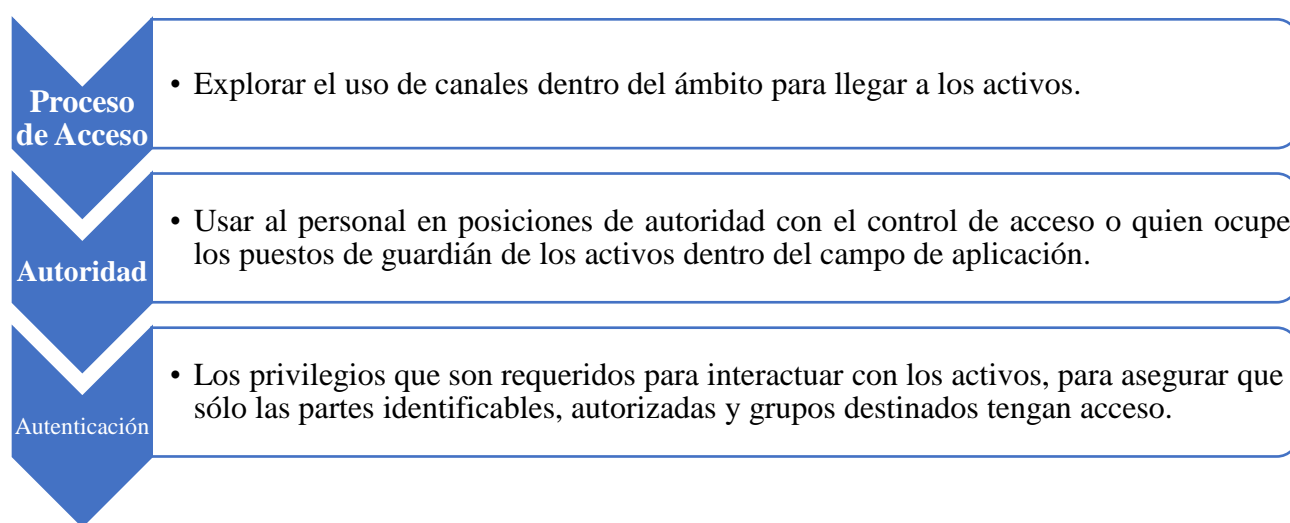 Proceso
de Acceso
• Explorar el uso de canales dentro del ámbito para llegar a los activos.
Autoridad
• Usar al personal en posiciones de autoridad con el control de acceso o quien ocupe
los puestos de guardián de los activos dentro del campo de aplicación.
Autenticación
• Los privilegios que son requeridos para interactuar con los activos, para asegurar que
sólo las partes identificables, autorizadas y grupos destinados tengan acceso.